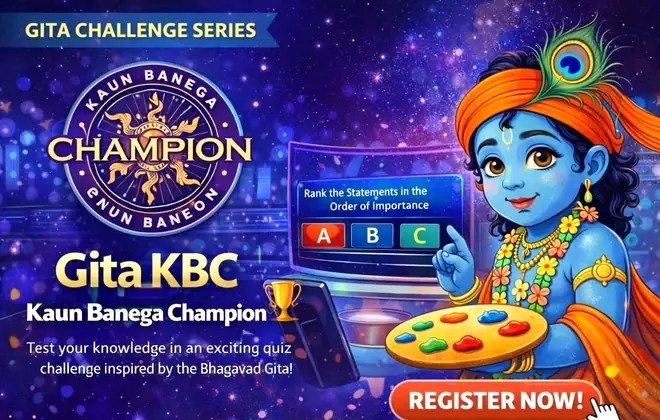 GITA CHALLENGE SERIES
KAUN BANEGA
CHAMPION
ENUN BANEON
Gita KBC
Kaun Banega Champion
Test your knowledge in an exciting quiz
challenge inspired by the Bhagavad Gita!
Rank the Statements in the
Order of Importance
A B C
REGISTER NOW!